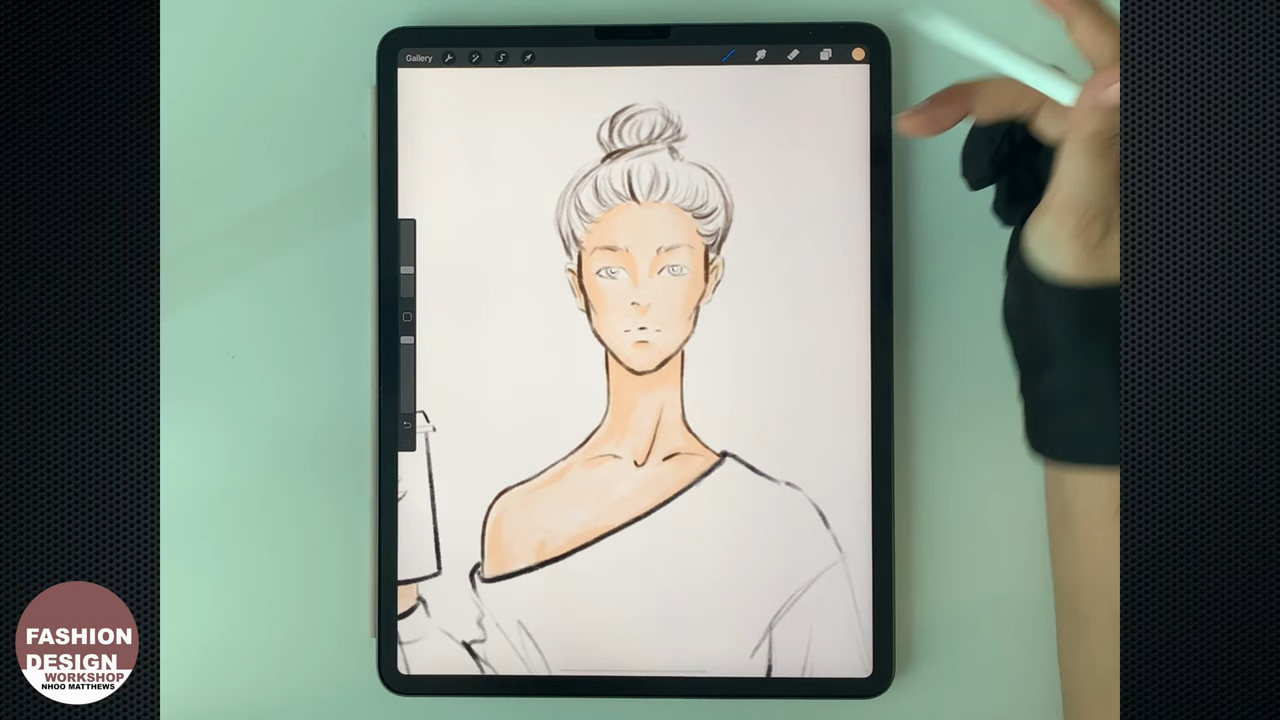 Gallery
FASHION
DESIGN
WORKSHOP
NHOO MATTHEWS